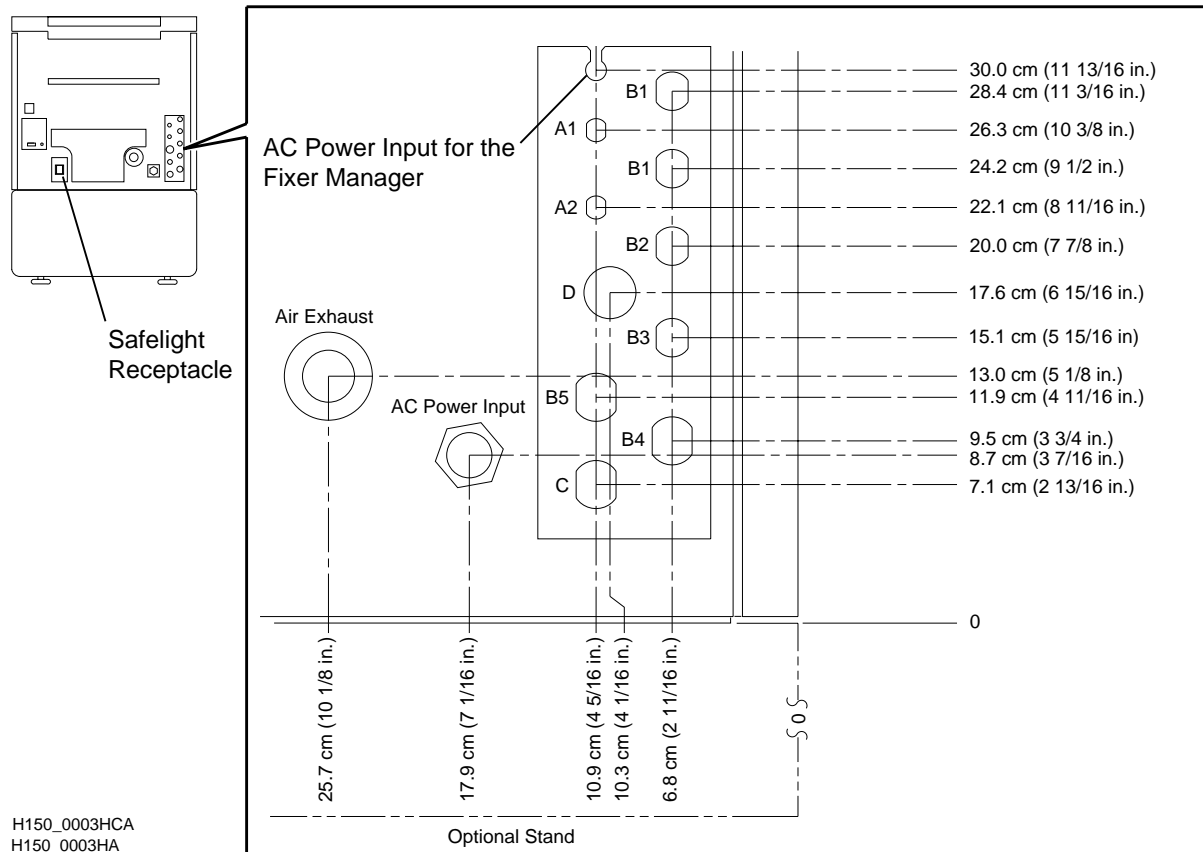 30.0 cm (11 13/16 in.)
B1
28.4 cm (11 3/16 in.)
A1
26.3 cm (10 3/8 in.)
AC Power Input for the
Fixer Manager
B1
24.2 cm (9 1/2 in.)
A2
22.1 cm (8 11/16 in.)
B2
20.0 cm (7 7/8 in.)
D
17.6 cm (6 15/16 in.)
Air Exhaust
Safelight
Receptacle
B3
15.1 cm (5 15/16 in)
13.0 cm (5 1/8 in.)
B5
11.9 cm (4 11/16 in.)
AC Power Input
B4
9.5 cm (3 3/4 in.)
8.7 cm (3 7/16 in.)
C
7.1 cm (2 13/16 in.)
0
25.7 cm (10 1/8 in.)
17.9 cm (7 1/16 in.)
10.9 cm (4 5/16 in.)
10.3 cm (4 1/16 in.)
6.8 cm (2 11/16 in.)
0
Optional Stand
H150_0003HCA
H150_0003HA